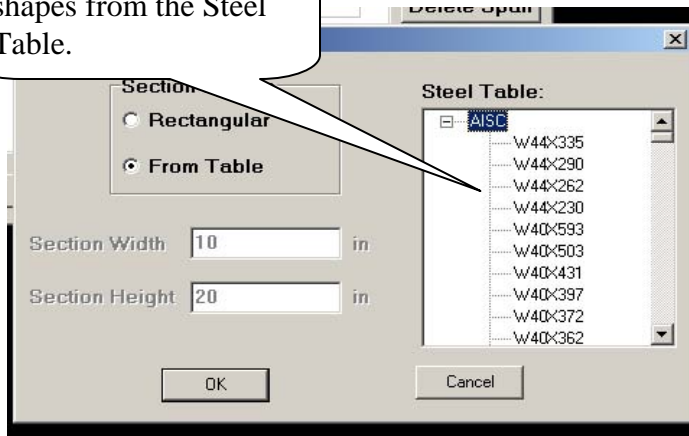 shapes from the Steel
Table.
Delete Span
Section
Rectangular
From Table
Section Width 10 in
Section Height 20 in
Steel Table:
AISC
W44X335
W44X290
W44X262
W44X230
W40X593
W40X503
W40X431
W40X397
W40X372
W40X362
OK
Cancel